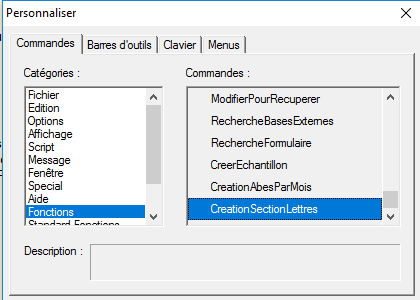 Personnaliser
Commandes
Barres d'outils
Clavier
Menus
Catégories :
Fichier
Edition
Options
Affichage
Script
Message
Fenêtre
Special
Aide
Fonctions
Standard Fonctions
Commandes :
ModifierPourRecuperer
RechercheBasesExternes
RechercheFormulaire
CreerEchantillon
CreationAbesParMois
CreationSectionLettres
Description :